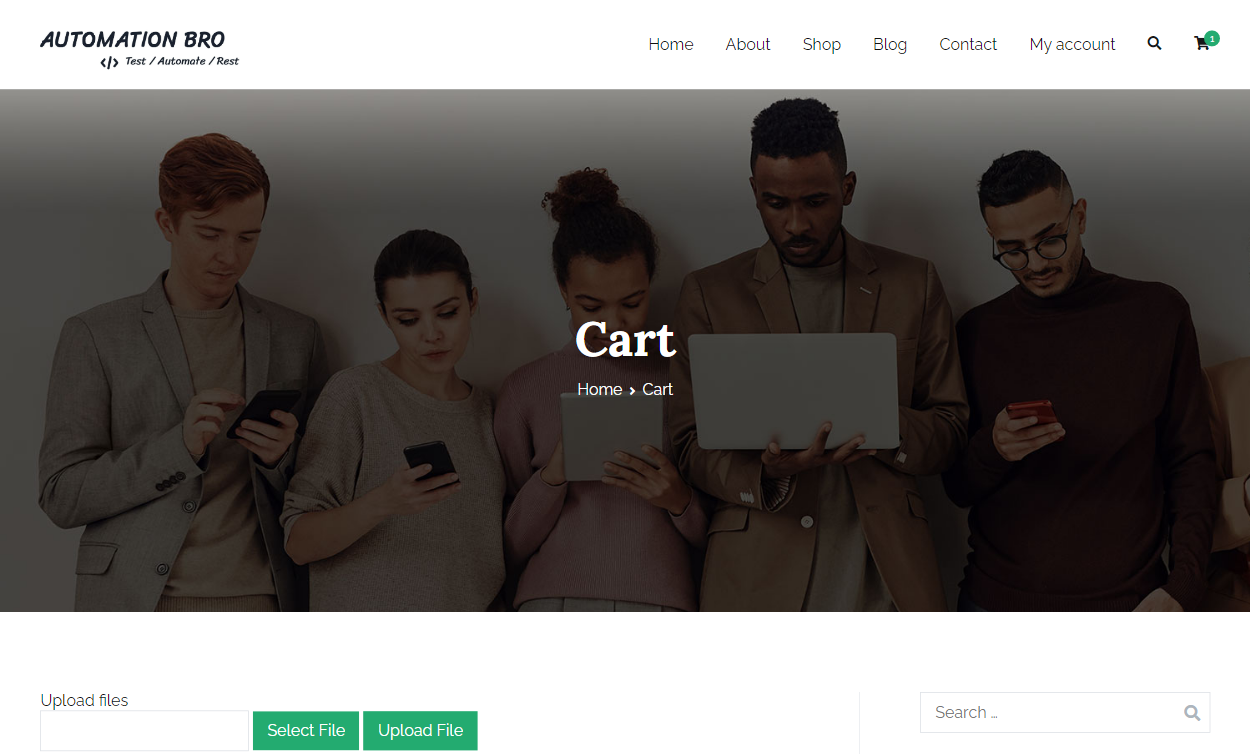 AUTOMATION BRO
</> Test / Automate / Rest
Home About Shop Blog Contact My account 1
Cart
Home > Cart
Upload files
Select File Upload File
Search ...